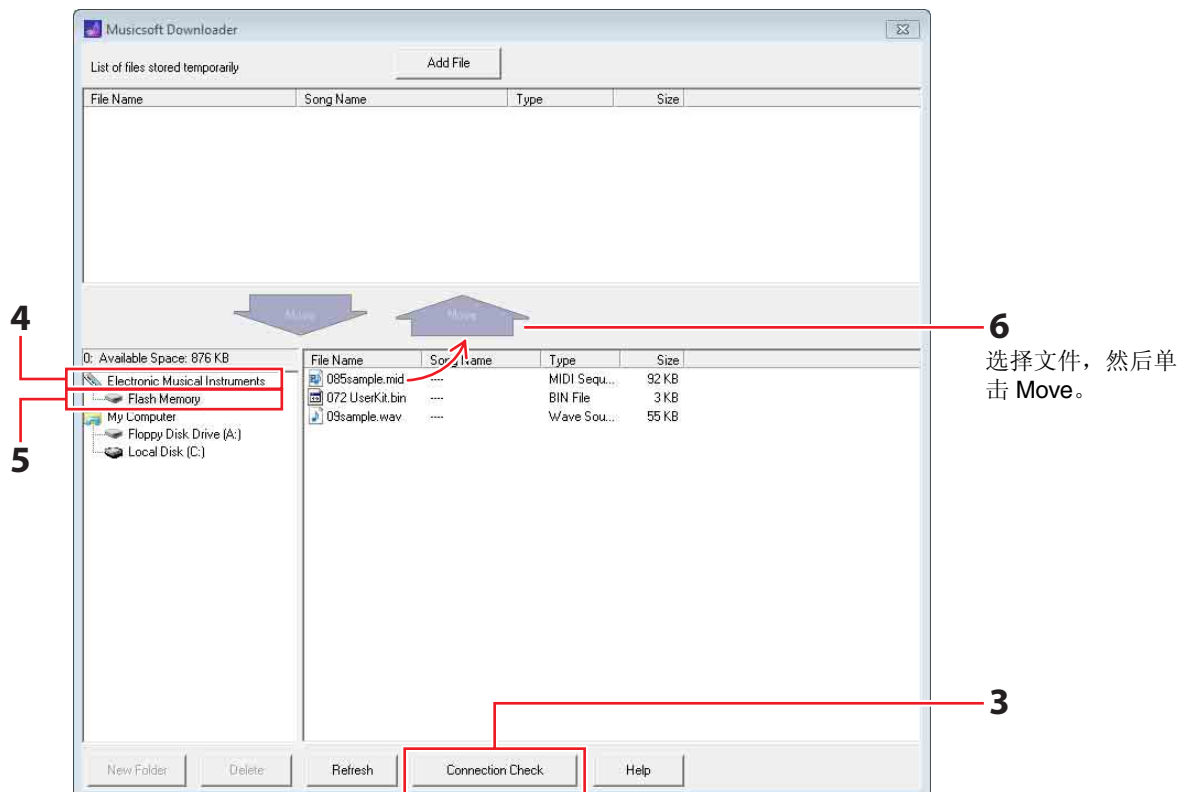 Musicsoft Downloader
List of files stored temporarily
Add File
File Name Song Name Type Size
Move Move
4
6
选择文件，然后单
击 Move。
0: Available Space: 876 KB
File Name Song Name Type Size
Electronic Musical Instruments
085sample.mid ---- MIDI Sequ... 92 KB
Flash Memory
072 UserKit.bin ---- BIN File 3 KB
My Computer
09sample.wav ---- Wave Sou... 55 KB
Floppy Disk Drive (A:)
Local Disk (C:)
5
3
New Folder Delete Refresh Connection Check Help